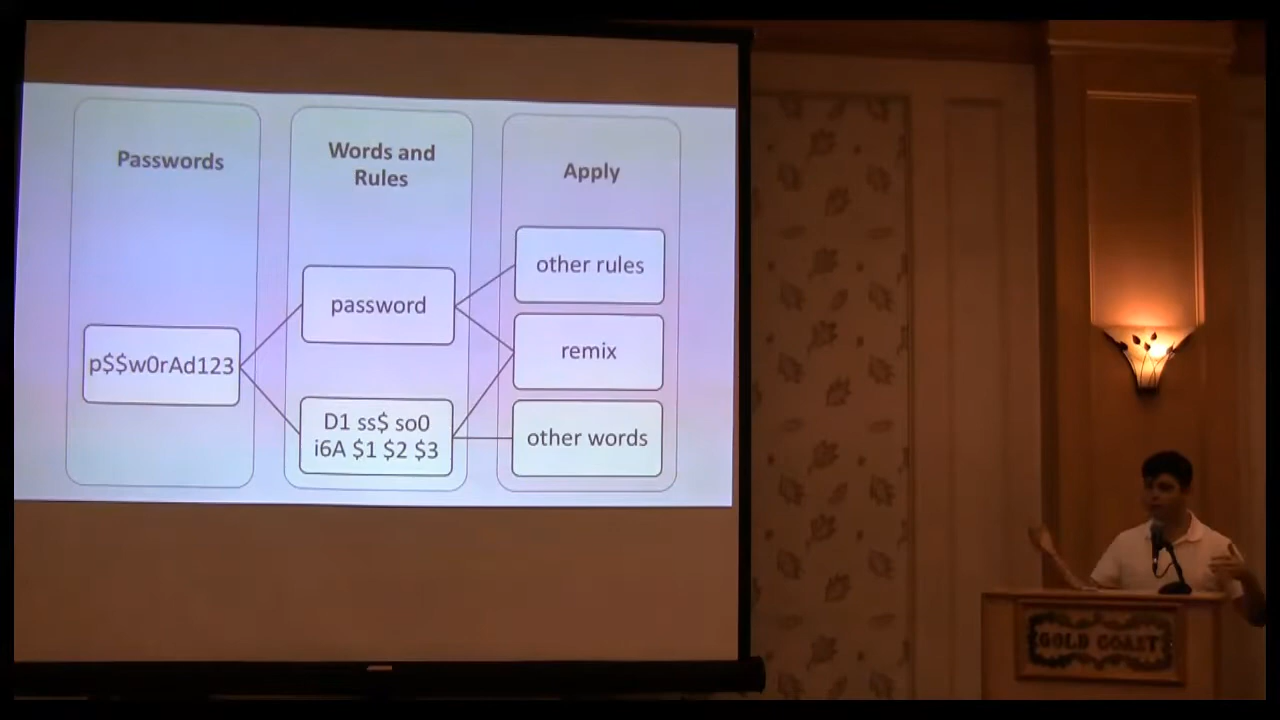 Passwords
p$$w0rAd123
Words and
Rules
password
D1 ss$ so0
i6A $1 $2 $3
Apply
other rules
remix
other words
GOLD COAST